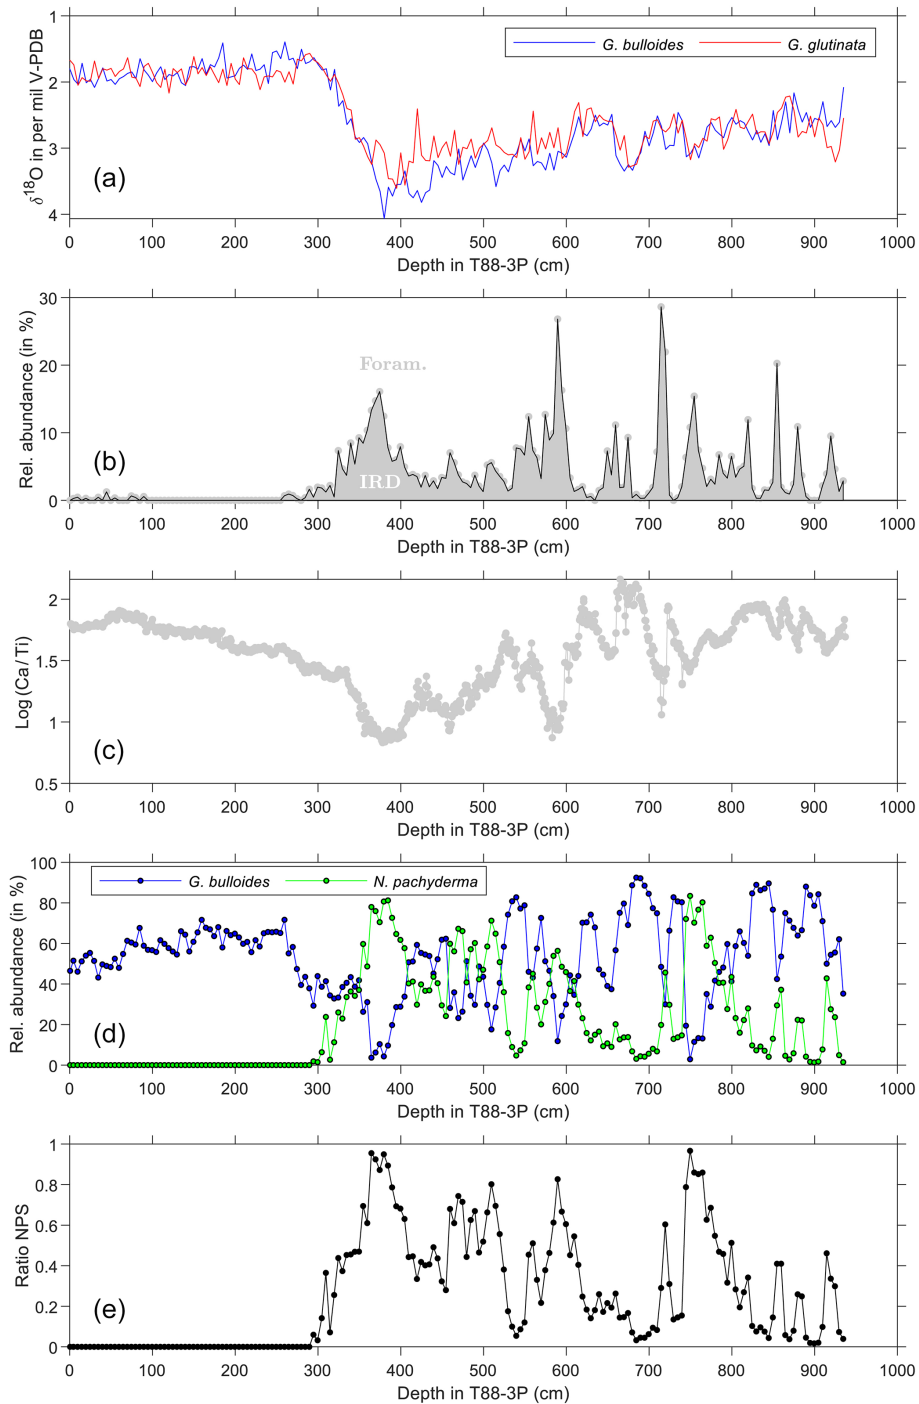 1
2
3
4
δ¹⁸O in per mil V-PDB
G. bulloides G. glutinata
(a)
0 100 200 300 400 500 600 700 800 900 1000
Depth in T88-3P (cm)
30
20
10
0
Rel. abundance (in %)
Foram.
(b)
IRD
0 100 200 300 400 500 600 700 800 900 1000
Depth in T88-3P (cm)
2
1.5
1
0.5
Log (Ca / Ti)
(c)
0 100 200 300 400 500 600 700 800 900 1000
Depth in T88-3P (cm)
100
80
60
40
20
0
Rel. abundance (in %)
G. bulloides N. pachyderma
(d)
0 100 200 300 400 500 600 700 800 900 1000
Depth in T88-3P (cm)
1
0.8
0.6
0.4
0.2
0
Ratio NPS
(e)
0 100 200 300 400 500 600 700 800 900 1000
Depth in T88-3P (cm)